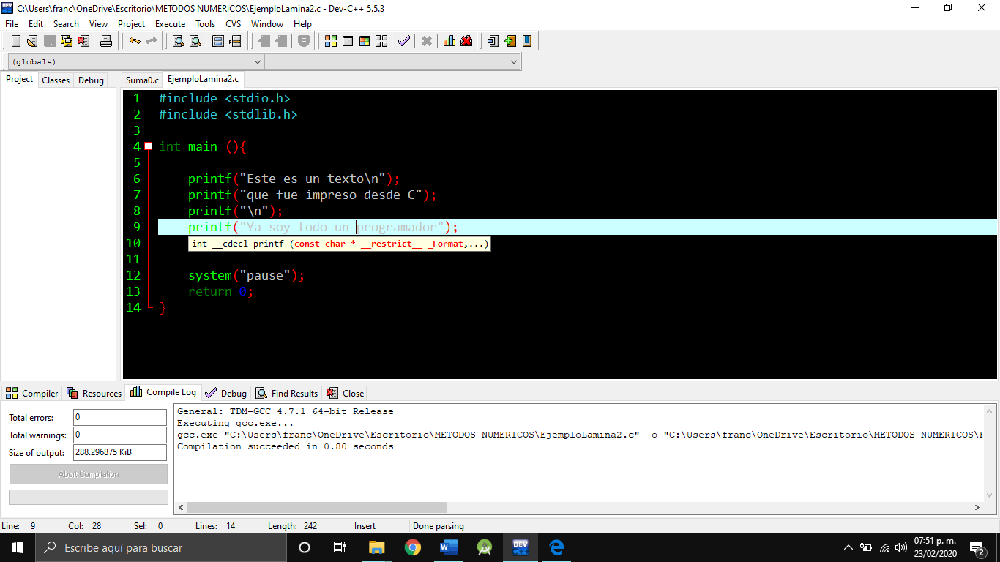 C:\Users\franc\OneDrive\Escritorio\METODOS NUMERICOS\EjemploLamina2.c - Dev-C++ 5.5.3
File Edit Search View Project Execute Tools CVS Window Help
(globals)
Project Classes Debug Suma0.c EjemploLamina2.c
1 #include <stdio.h>
2 #include <stdlib.h>
3
4 int main (){
5
6 printf("Este es un texto\n");
7 printf("que fue impreso desde C");
8 printf("\n");
9 printf("Ya soy todo un programador");
10 int __cdecl printf (const char * __restrict__ _Format,...)
11
12 system("pause");
13 return 0;
14 }
Compiler Resources Compile Log Debug Find Results Close
Total errors: 0
Total warnings: 0
Size of output: 288.296875 KiB
Abort Compilation
General: TDM-GCC 4.7.1 64-bit Release
Executing gcc.exe...
gcc.exe "C:\Users\franc\OneDrive\Escritorio\METODOS NUMERICOS\EjemploLamina2.c" -o "C:\Users\franc\OneDrive\Escritorio\METODOS NUMERICOS\
Compilation succeeded in 0.80 seconds
Line: 9 Col: 28 Sel: 0 Lines: 14 Length: 242 Insert Done parsing
Escribe aquí para buscar
DEV C++
07:51 p. m.
23/02/2020
2